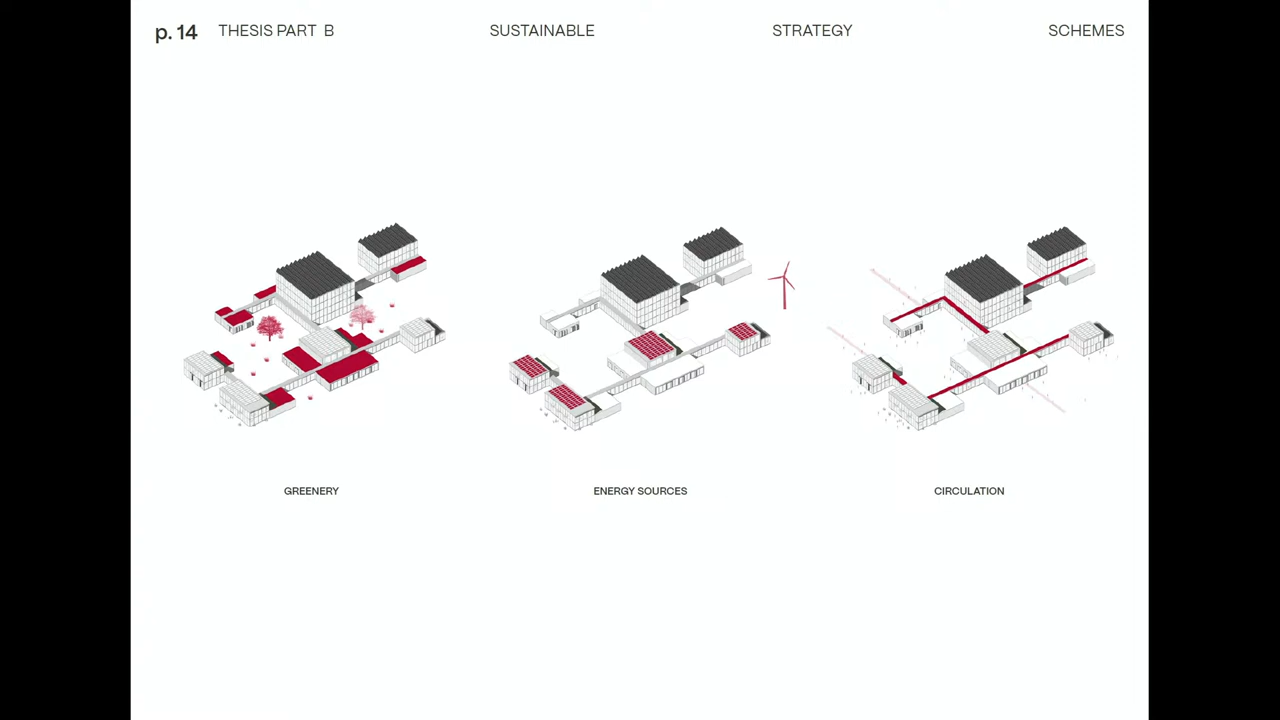 p. 14 THESIS PART B SUSTAINABLE STRATEGY SCHEMES
GREENERY ENERGY SOURCES CIRCULATION